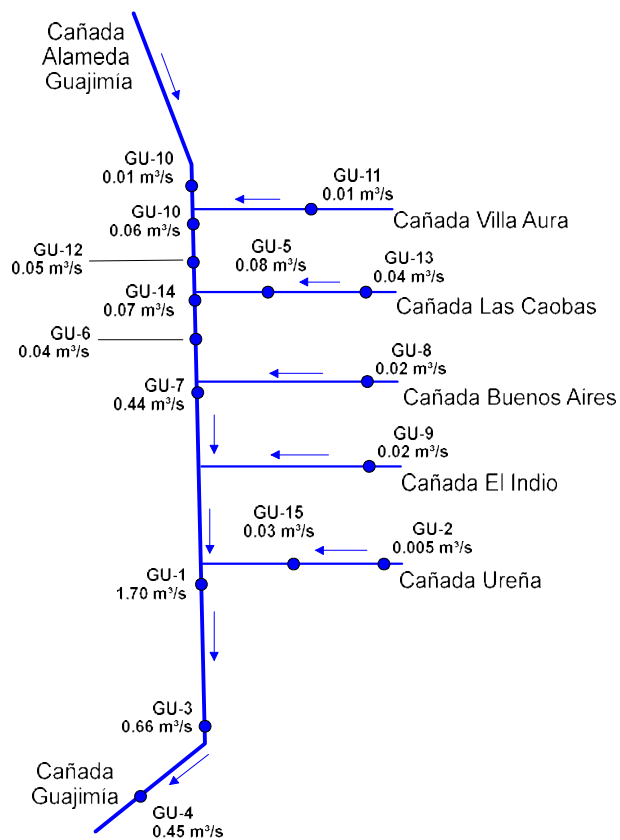 Cañada
Alameda
Guajimía
GU-10
0.01 m³/s
GU-11
0.01 m³/s
GU-10
0.06 m³/s
Cañada Villa Aura
GU-12
0.05 m³/s
GU-5
0.08 m³/s
GU-13
0.04 m³/s
GU-14
0.07 m³/s
Cañada Las Caobas
GU-6
0.04 m³/s
GU-8
0.02 m³/s
GU-7
0.44 m³/s
Cañada Buenos Aires
GU-9
0.02 m³/s
Cañada El Indio
GU-15
0.03 m³/s
GU-2
0.005 m³/s
GU-1
1.70 m³/s
Cañada Ureña
GU-3
0.66 m³/s
Cañada
Guajimía
GU-4
0.45 m³/s